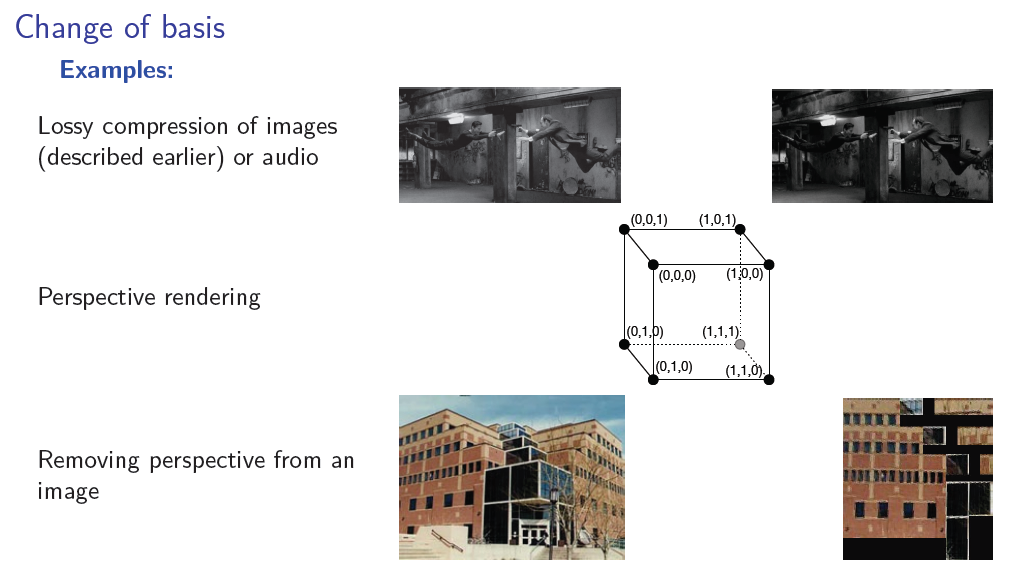 Change of basis
Examples:
Lossy compression of images
(described earlier) or audio
(0,0,1) (1,0,1)
(0,0,0) (1,0,0)
Perspective rendering
(0,1,0) (1,1,1)
(0,1,0) (1,1,0)
Removing perspective from an
image